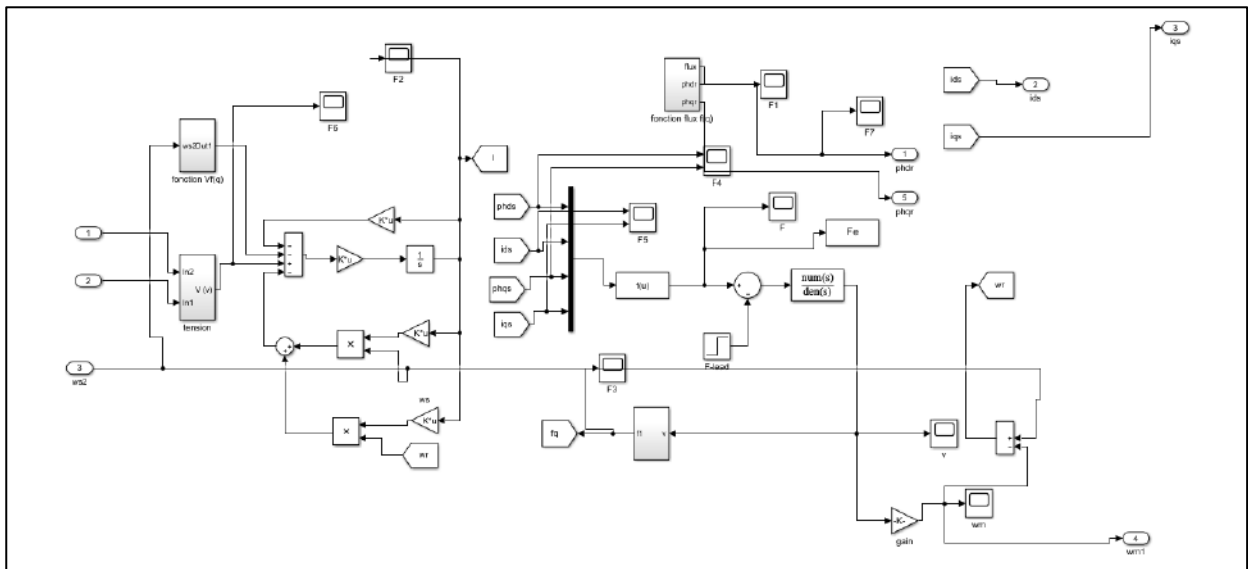 3
iqs
F2
flux
phdr
phqr
fonction flux f(q)
F1
ids
2
ids
F6
F7
ws2Out1
fonction Vf(q)
iqs
I
F4
1
phdr
5
phqr
phds
K*u
F5
F
Fe
1
ids
In2
V (v)
In1
tension
2
K*u
1
s
phqs
f(u)
num(s)
den(s)
wr
iqs
K*u
×
3
ws2
F3
ws
K*u
×
wr
fq
ft
v
v
-K-
gain
wm
4
wm1